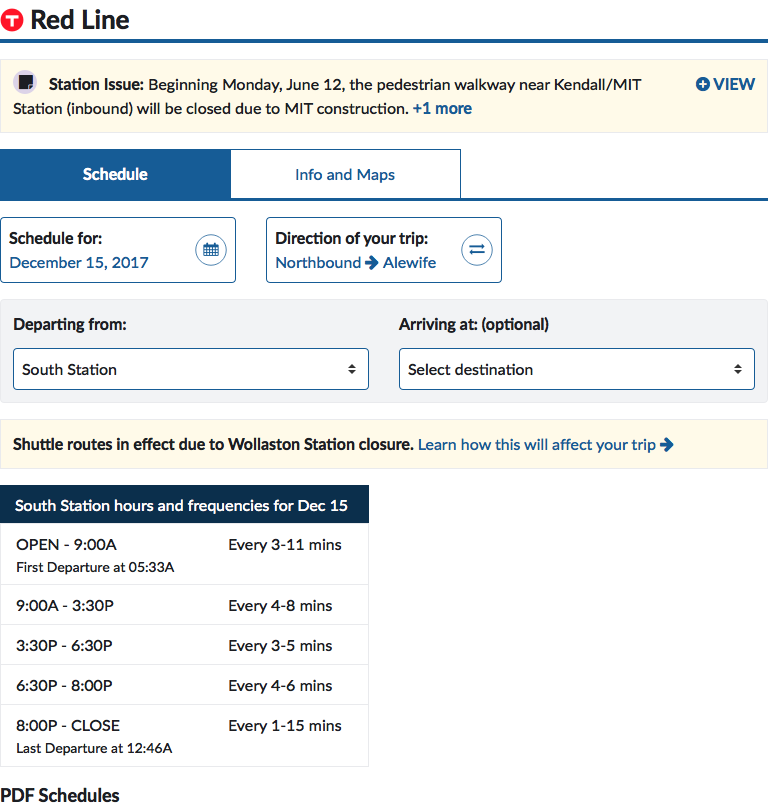 T Red Line
Station Issue: Beginning Monday, June 12, the pedestrian walkway near Kendall/MIT
VIEW
Station (inbound) will be closed due to MIT construction. +1 more
Schedule
Info and Maps
Schedule for:
December 15, 2017
Direction of your trip:
Northbound → Alewife
Departing from:
South Station
Arriving at: (optional)
Select destination
Shuttle routes in effect due to Wollaston Station closure. Learn how this will affect your trip →
South Station hours and frequencies for Dec 15
OPEN - 9:00A Every 3-11 mins
First Departure at 05:33A
9:00A - 3:30P Every 4-8 mins
3:30P - 6:30P Every 3-5 mins
6:30P - 8:00P Every 4-6 mins
8:00P - CLOSE Every 1-15 mins
Last Departure at 12:46A
PDF Schedules